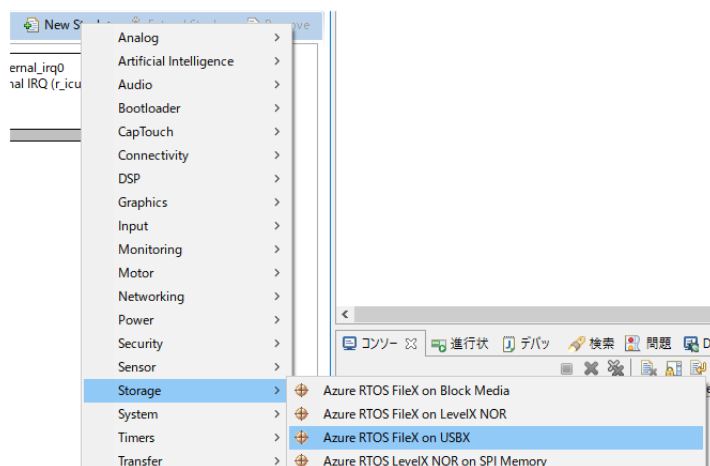 New Stack
Analog
ernal_irq0
Artificial Intelligence
nal IRQ (r_icu
Audio
Bootloader
CapTouch
Connectivity
DSP
Graphics
Input
Monitoring
Motor
Networking
Power
Security
Sensor
Storage
System
Timers
Transfer
コンソー 進行状 デバッ 検索 問題 D
Azure RTOS FileX on Block Media
Azure RTOS FileX on LevelX NOR
Azure RTOS FileX on USBX
Azure RTOS LevelX NOR on SPI Memory